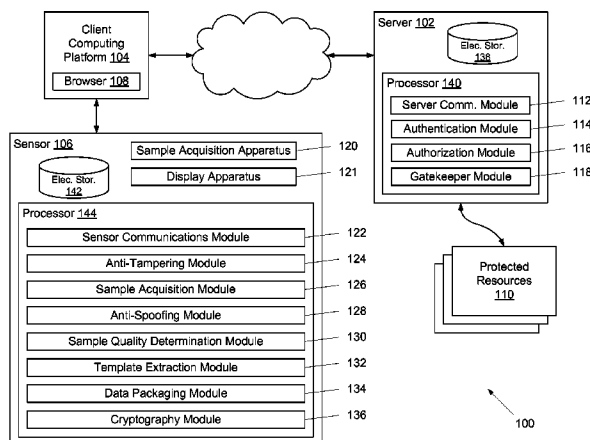 Client
Computing
Platform 104
Browser 108
Server 102
Elec. Stor.
138
Processor 140
Server Comm. Module
112
Authentication Module
114
Authorization Module
116
Gatekeeper Module
118
Sensor 106
Elec. Stor.
142
Sample Acquisition Apparatus
120
Display Apparatus
121
Processor 144
Sensor Communications Module
122
Anti-Tampering Module
124
Sample Acquisition Module
126
Anti-Spoofing Module
128
Sample Quality Determination Module
130
Template Extraction Module
132
Data Packaging Module
134
Cryptography Module
136
Protected
Resources
110
100